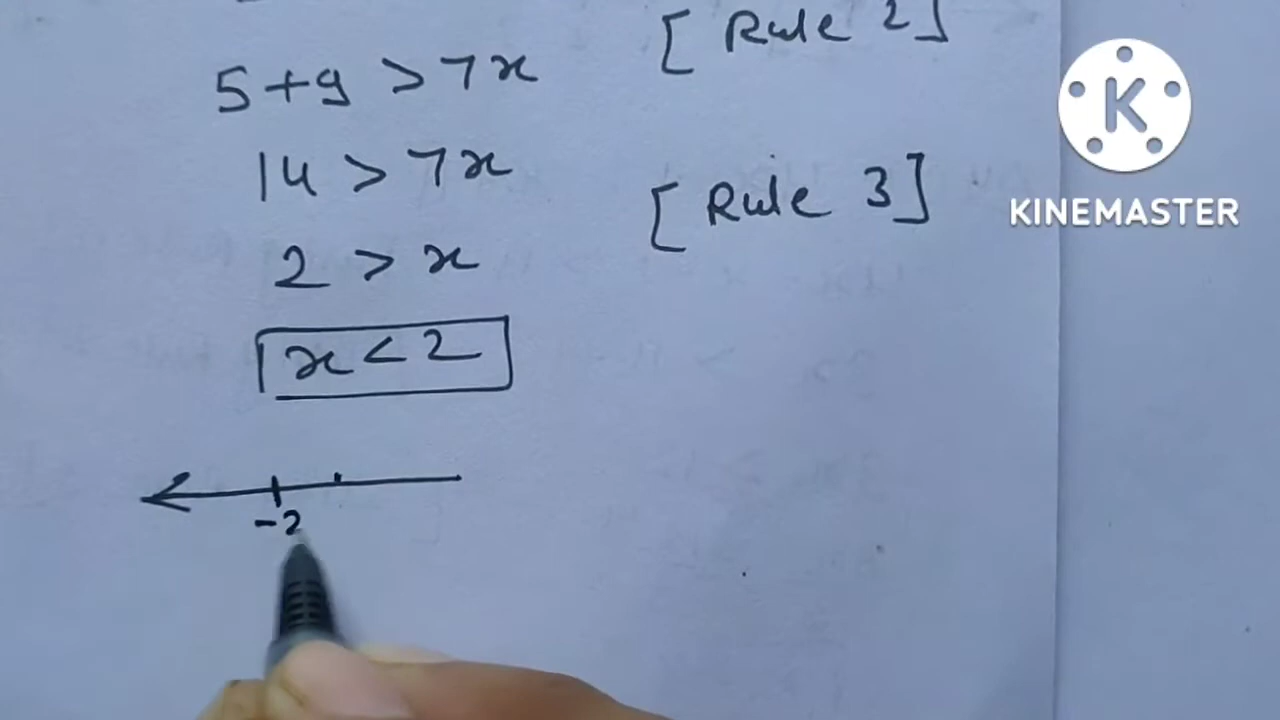 [ Rule 2]
5+9 > 7x
14 > 7x
[ Rule 3]
2 > x
x < 2
-2
KINEMASTER